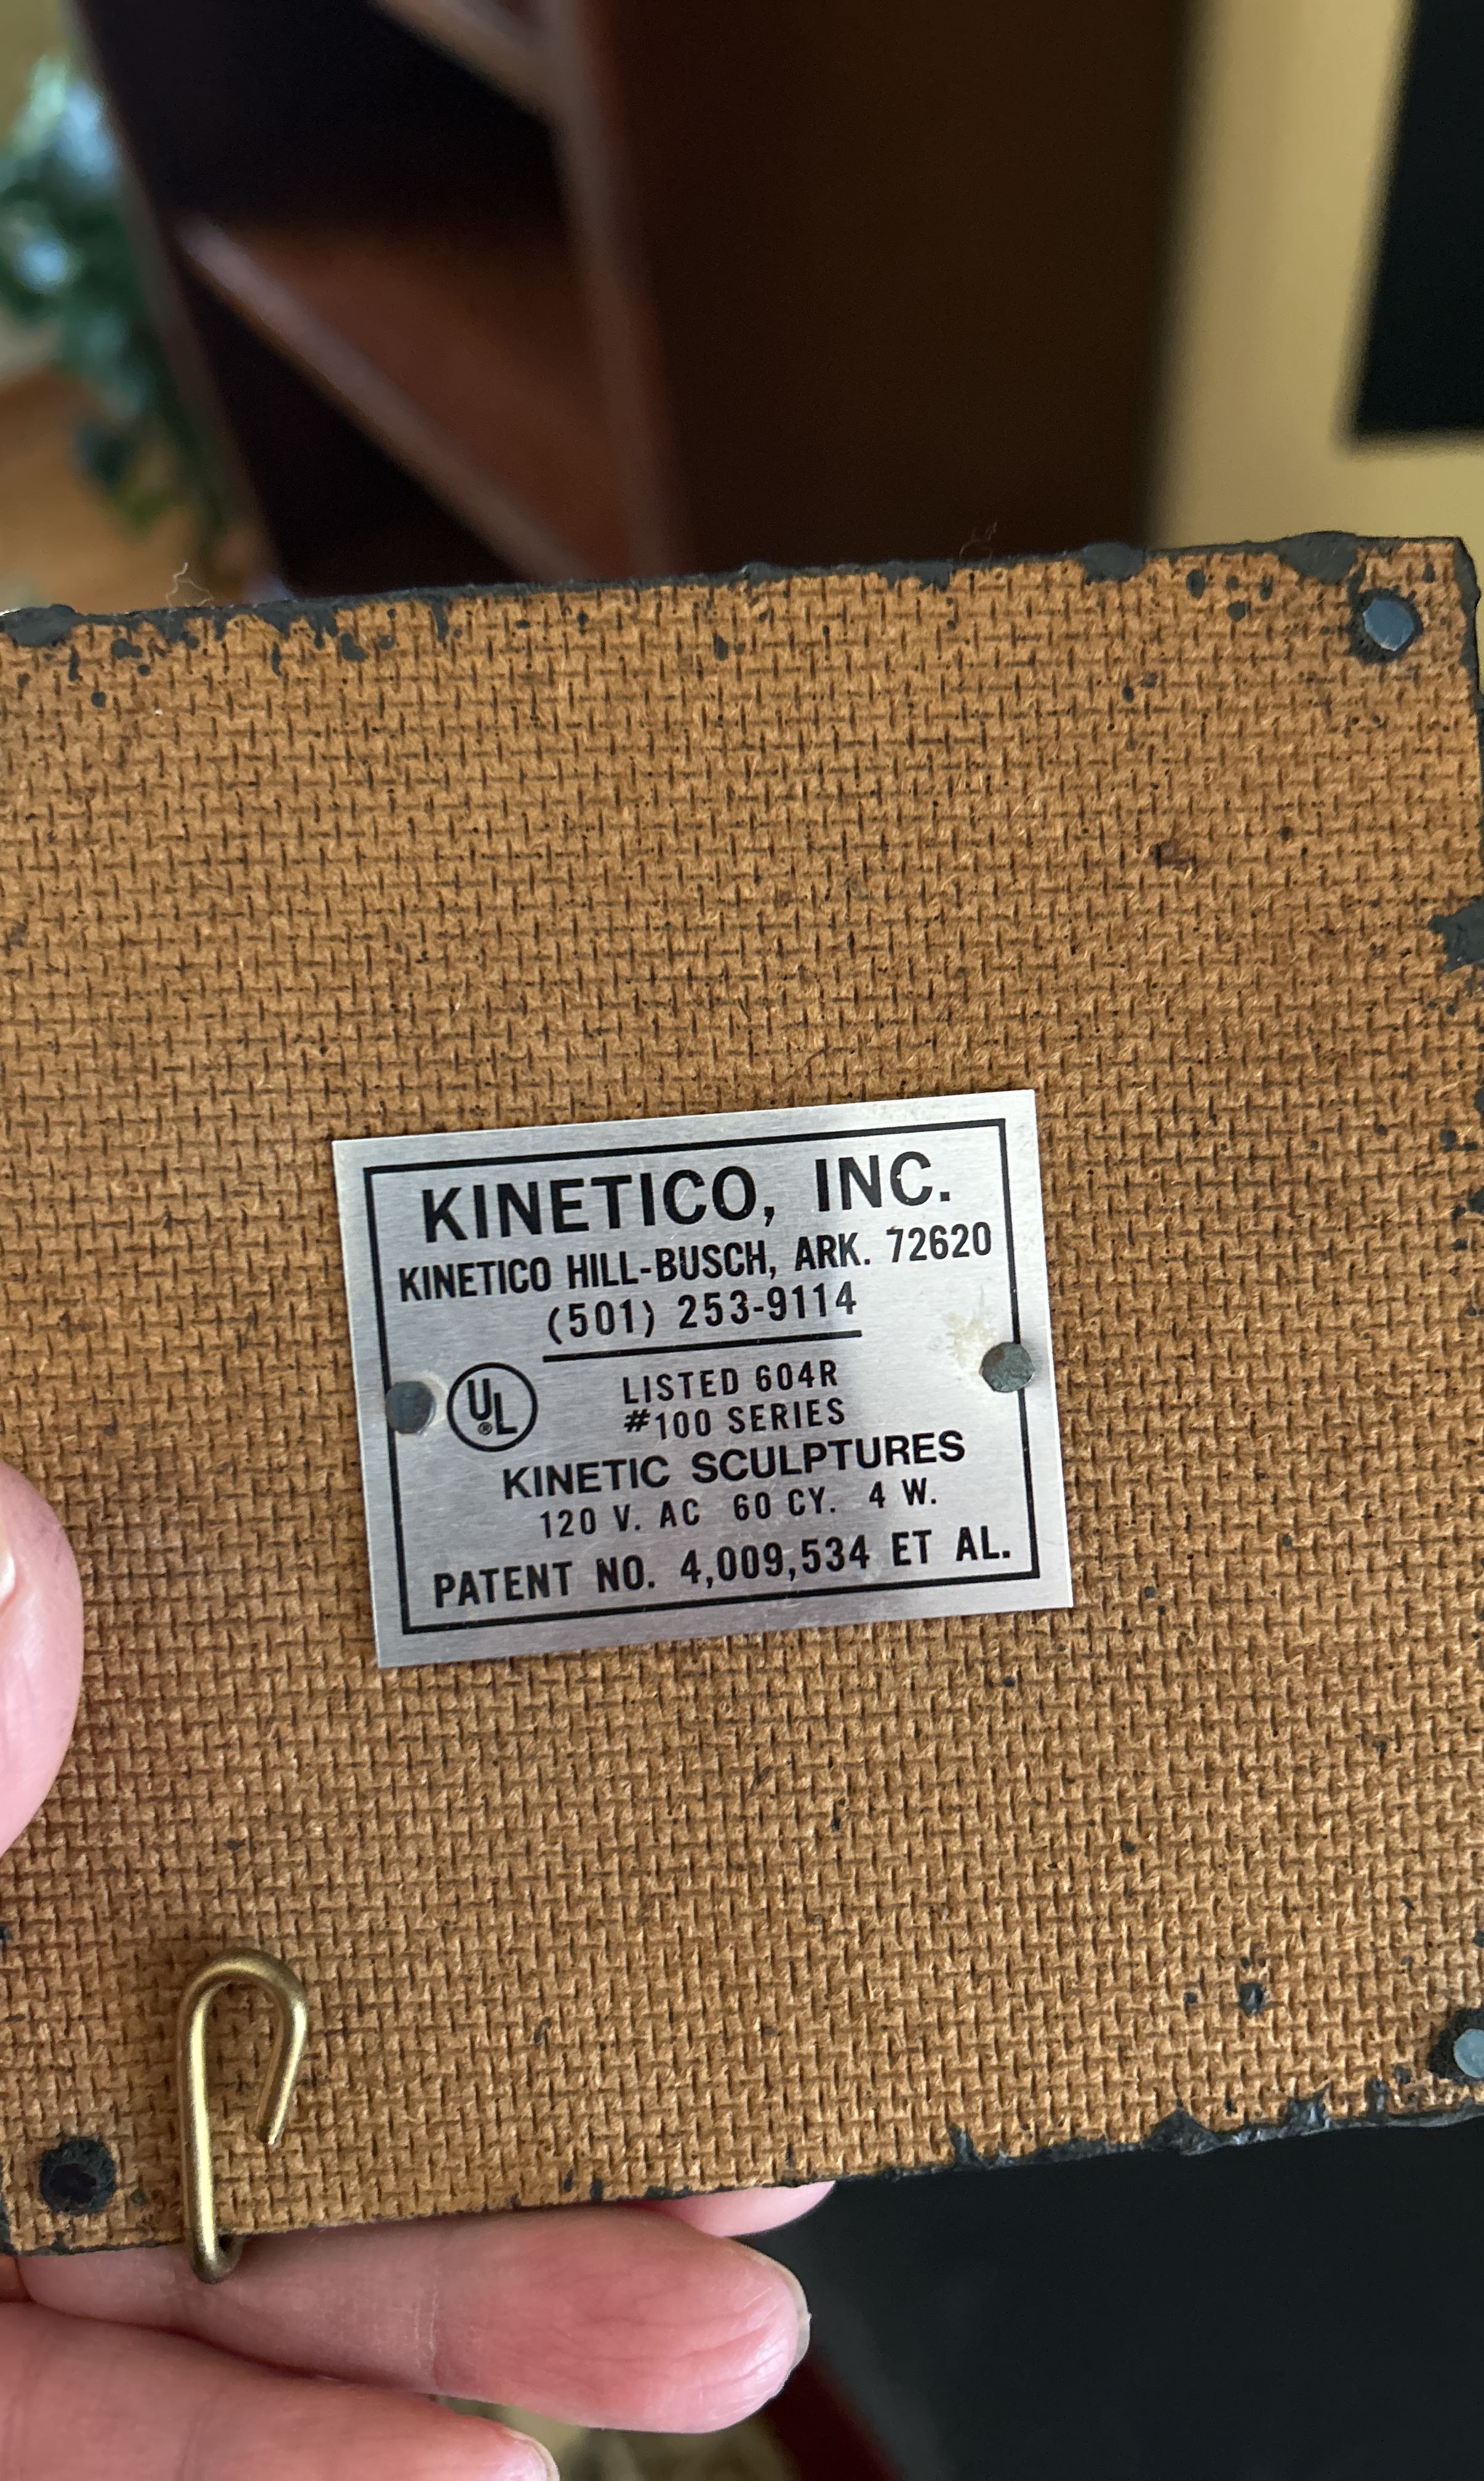 KINETICO, INC.
KINETICO HILL-BUSCH, ARK. 72620
(501) 253-9114
UL®
LISTED 604R
#100 SERIES
KINETIC SCULPTURES
120 V. AC 60 CY. 4 W.
PATENT NO. 4,009,534 ET AL.